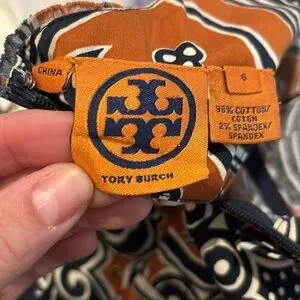 CHINA
TORY BURCH
6
98% COTTON/
COTON
2% SPANDEX/
SPANDEX